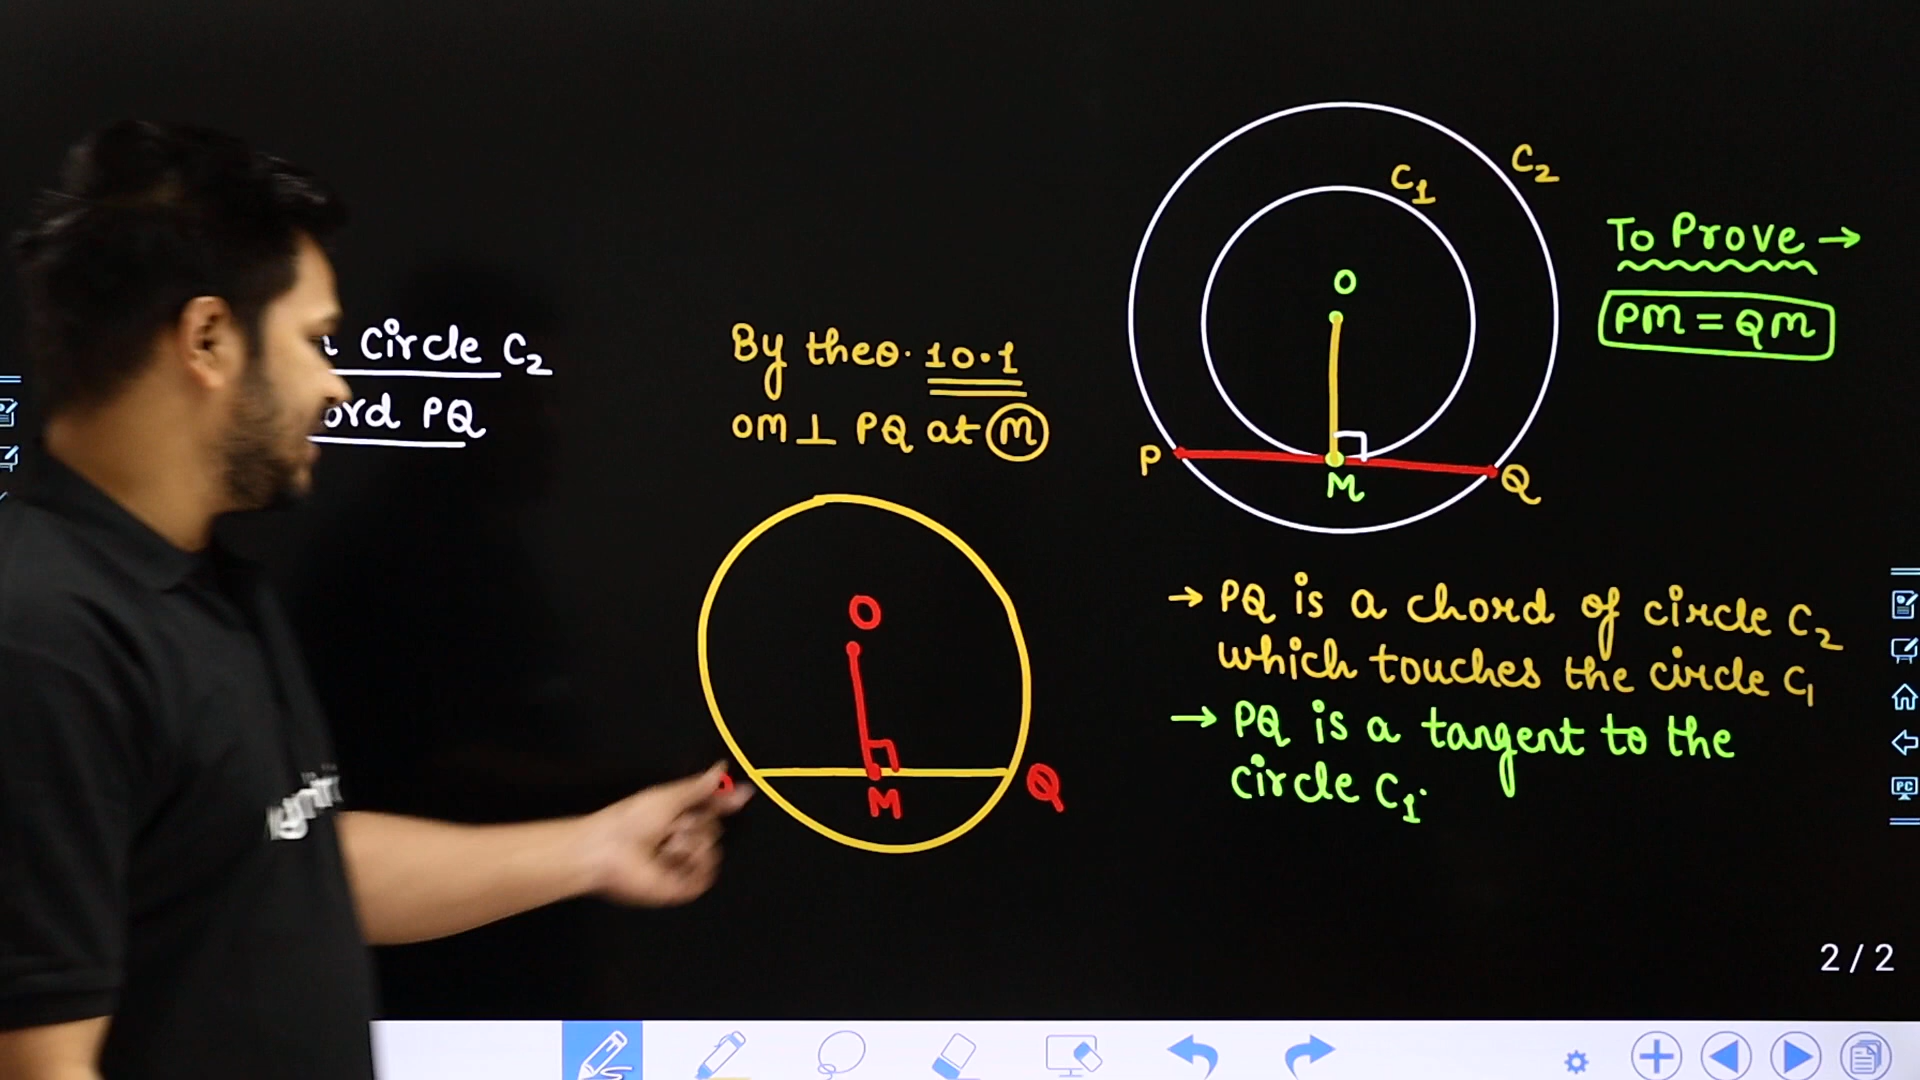 circle C2
PQ
By theo. 10.1
OM ⊥ PQ at M
O
M
Q
C2
C1
O
P
M
Q
To Prove →
PM = QM
→ PQ is a chord of circle C2
which touches the circle C1
→ PQ is a tangent to the
circle C1.
2 / 2